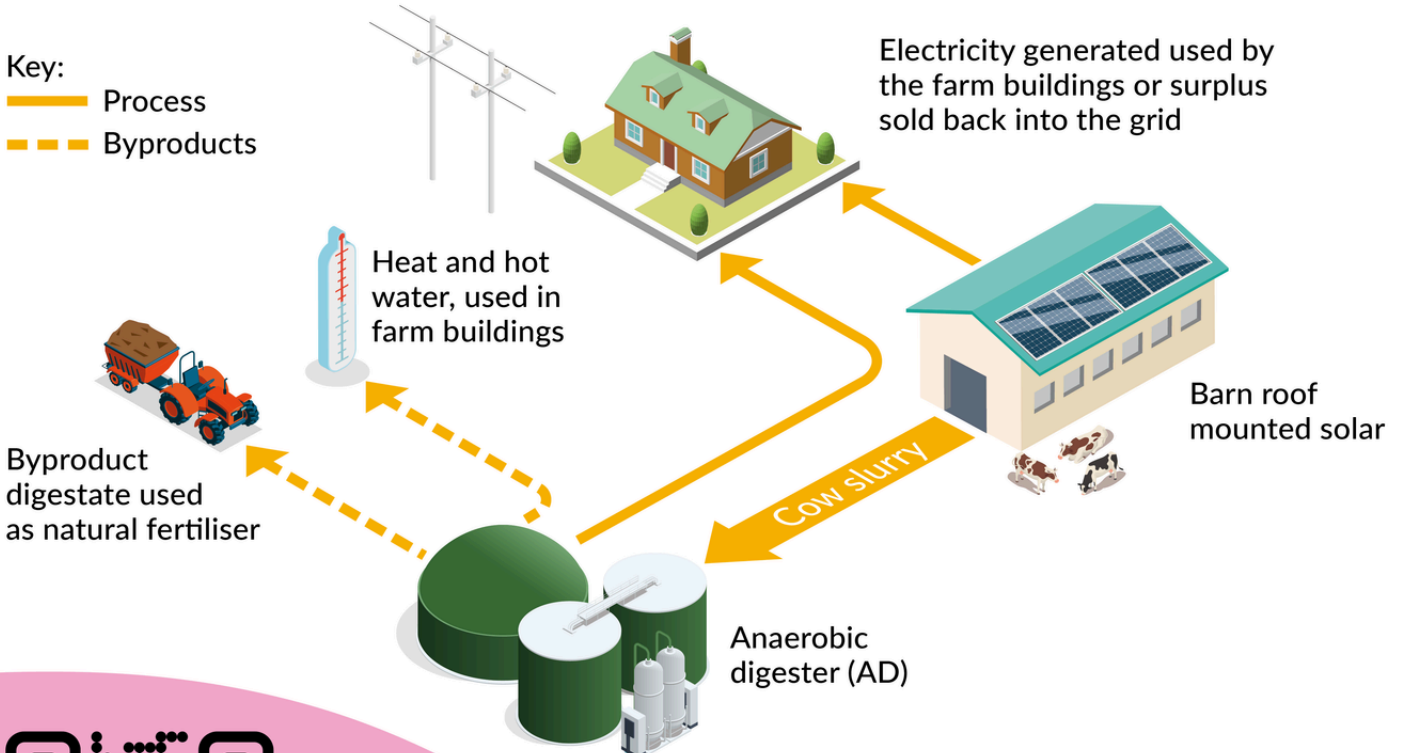 Key:
Process
Byproducts
Electricity generated used by
the farm buildings or surplus
sold back into the grid
Heat and hot
water, used in
farm buildings
Barn roof
mounted solar
Cow slurry
Byproduct
digestate used
as natural fertiliser
Anaerobic
digester (AD)